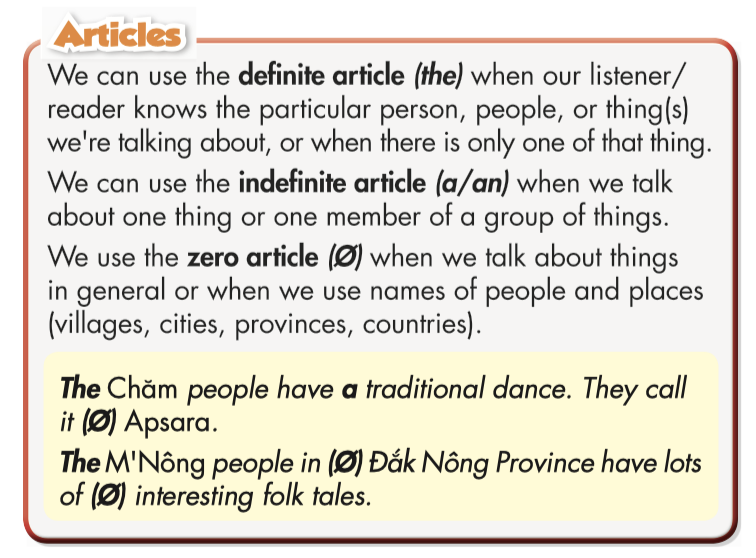 Articles
We can use the definite article (the) when our listener/
reader knows the particular person, people, or thing(s)
we're talking about, or when there is only one of that thing.
We can use the indefinite article (a/an) when we talk
about one thing or one member of a group of things.
We use the zero article (Ø) when we talk about things
in general or when we use names of people and places
(villages, cities, provinces, countries).
The Chăm people have a traditional dance. They call
it (Ø) Apsara.
The M'Nông people in (Ø) Đắk Nông Province have lots
of (Ø) interesting folk tales.